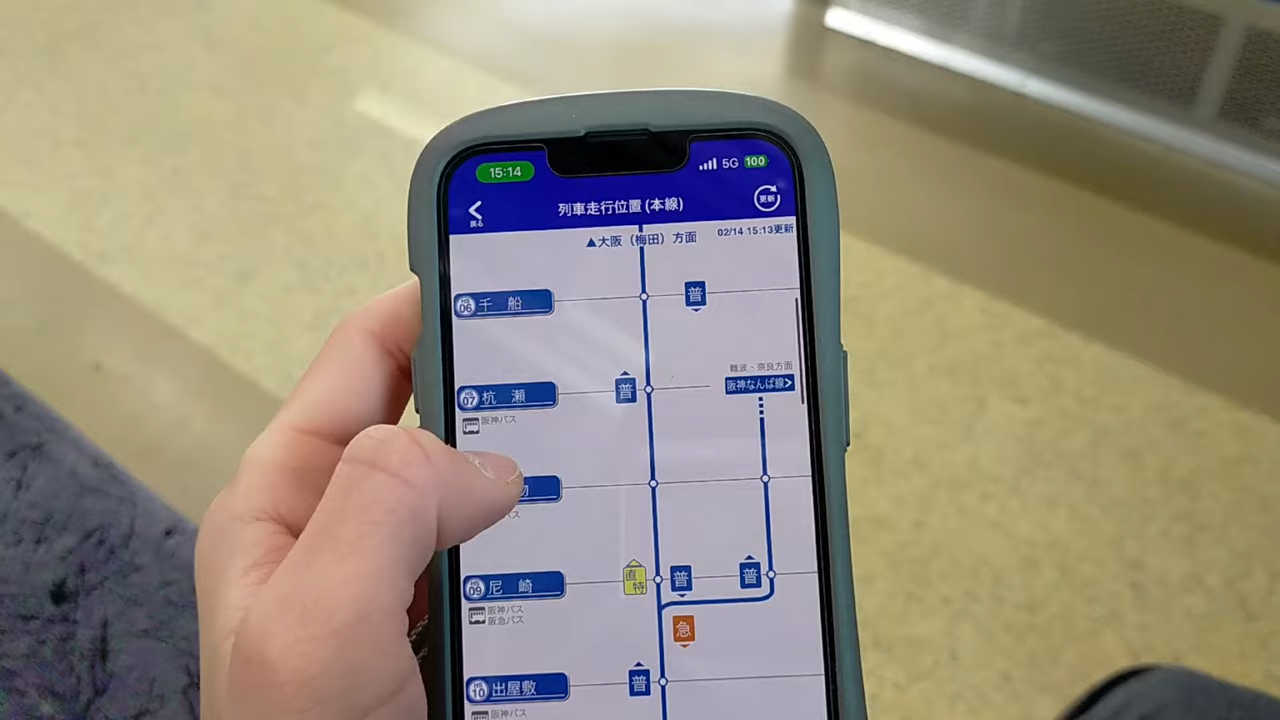 15:14
5G 100
戻る
列車走行位置(本線)
更新
▲大阪（梅田）方面
02/14 15:13更新
HS
06
千船
普
難波・奈良方面
阪神なんば線>
HS
07
杭瀬
普
阪神バス
ス
HS
09
尼崎
直特
普
普
阪神バス
阪急バス
急
HS
10
出屋敷
普
阪神バス